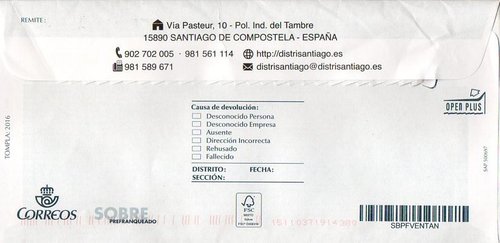 REMITE:
Via Pasteur, 10 - Pol. Ind. del Tambre
15890 SANTIAGO DE COMPOSTELA - ESPAÑA
902 702 005 · 981 561 114 http://distrisantiago.es
981 589 671 distrisantiago@distrisantiago.es
OPEN PLUS
TOMPLA: 2016
Causa de devolución:
Desconocido Persona
Desconocido Empresa
Ausente
Dirección Incorrecta
Rehusado
Fallecido
DISTRITO: FECHA:
SECCIÓN:
CORREOS
SOBRE
PREFRANQUEADO
FSC
SBPFVENTAN